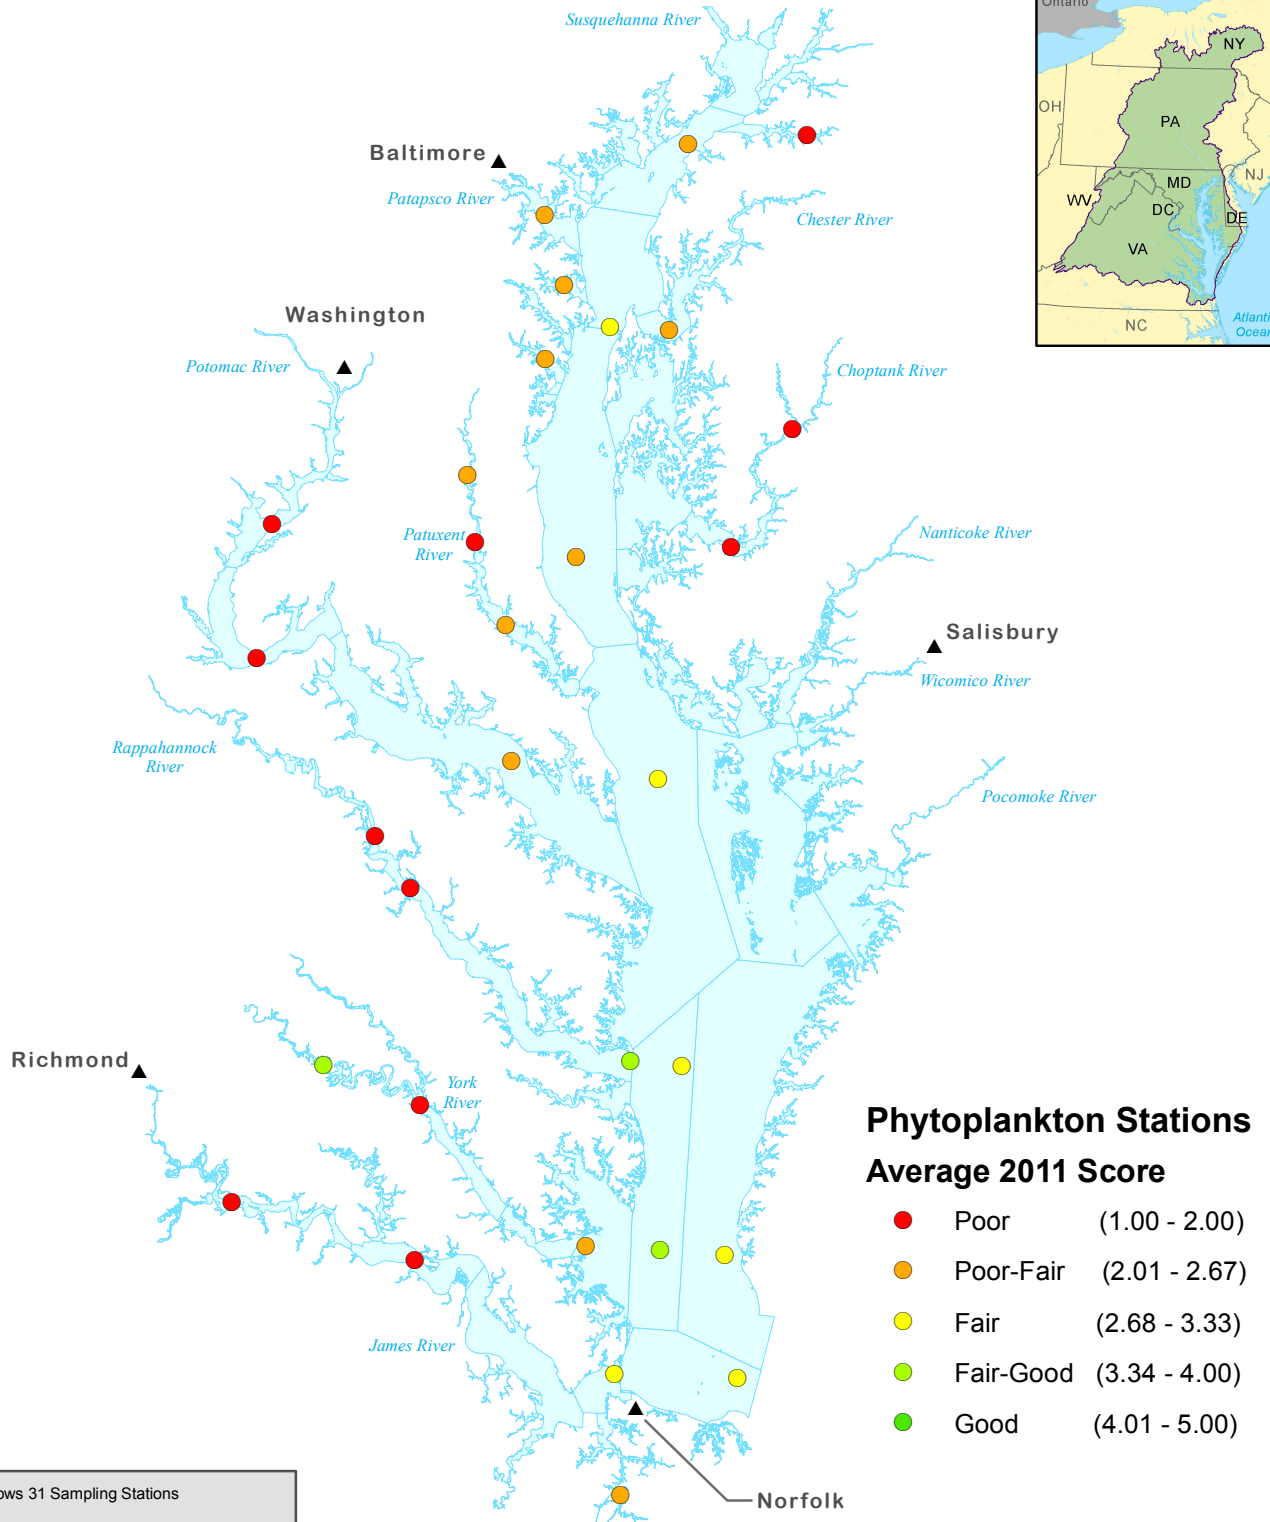 Susquehanna River
Ontario
NY
OH
PA
NJ
MD
WV
DC
DE
VA
NC
Ocean
Baltimore
Patapsco River
Chester River
Washington
Potomac River
Choptank River
Patuxent
River
Nanticoke River
Salisbury
Wicomico River
Rappahannock
River
Pocomoke River
Richmond
York
River
James River
Norfolk
Phytoplankton Stations
Average 2011 Score
Poor (1.00 - 2.00)
Poor-Fair (2.01 - 2.67)
Fair (2.68 - 3.33)
Fair-Good (3.34 - 4.00)
Good (4.01 - 5.00)
ows 31 Sampling Stations